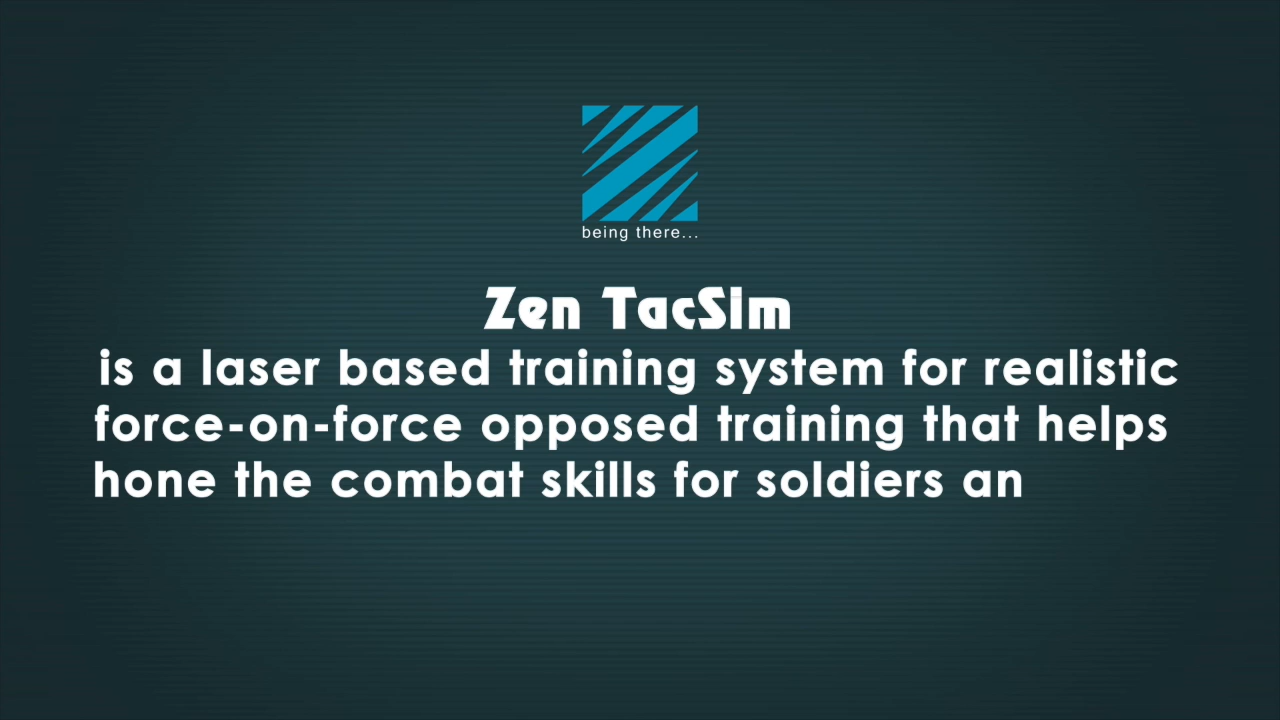 being there...
Zen TacSim
is a laser based training system for realistic
force-on-force opposed training that helps
hone the combat skills for soldiers an